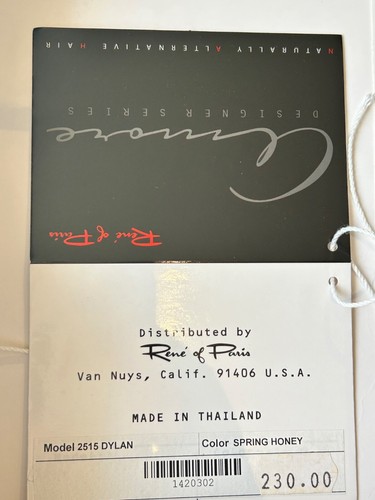 René of Paris
Amore
DESIGNER SERIES
NATURALLY ALTERNATIVE HAIR
Distributed by
René of Paris
Van Nuys, Calif. 91406 U.S.A.
MADE IN THAILAND
Model 2515 DYLAN
Color SPRING HONEY
1420302
230.00